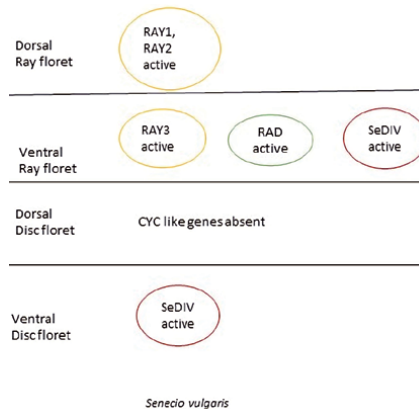 Dorsal
Ray floret
RAY1,
RAY2
active
Ventral
Ray floret
RAY3
active
RAD
active
SeDIV
active
Dorsal
Disc floret
CYC like genes absent
Ventral
Disc floret
SeDIV
active
Senecio vulgaris